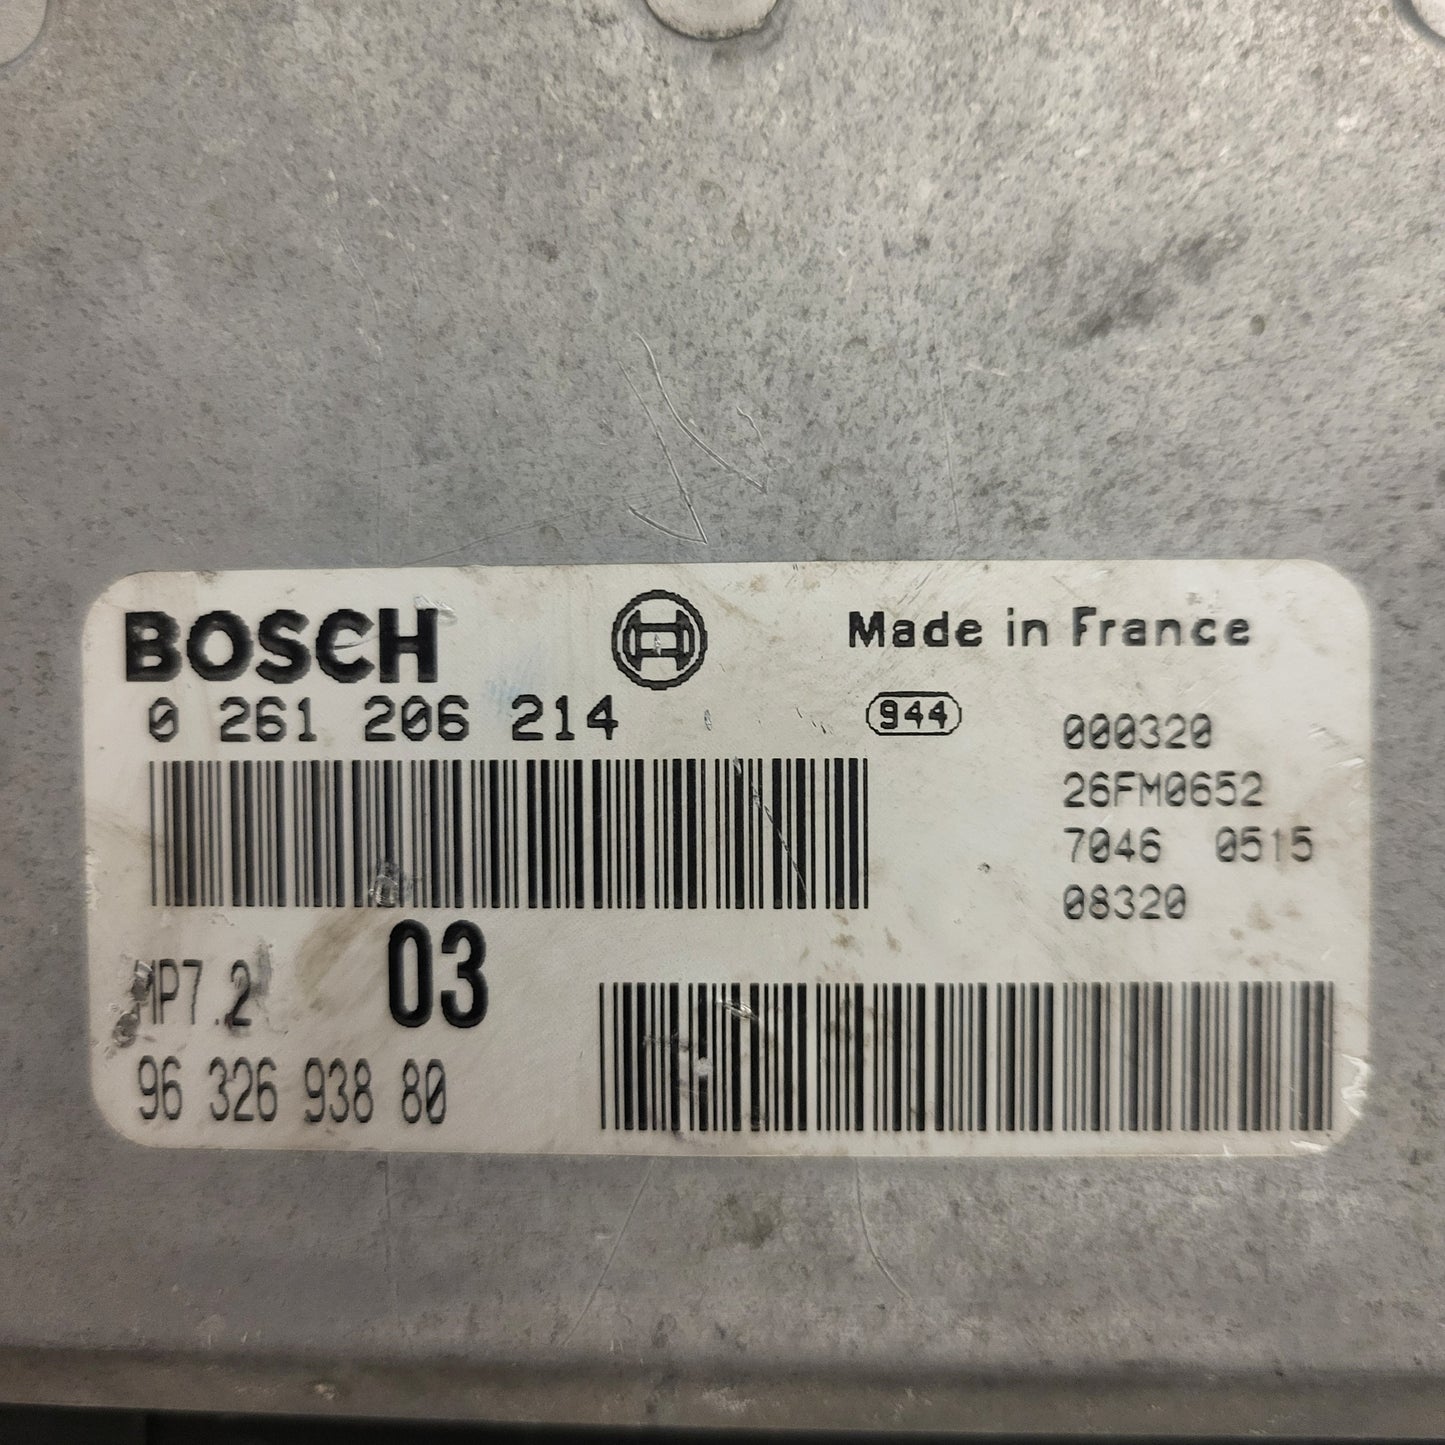 BOSCH
Made in France
0 261 206 214
944
000320
26FM0652
7046 0515
08320
MP7.2 03
96 326 938 80